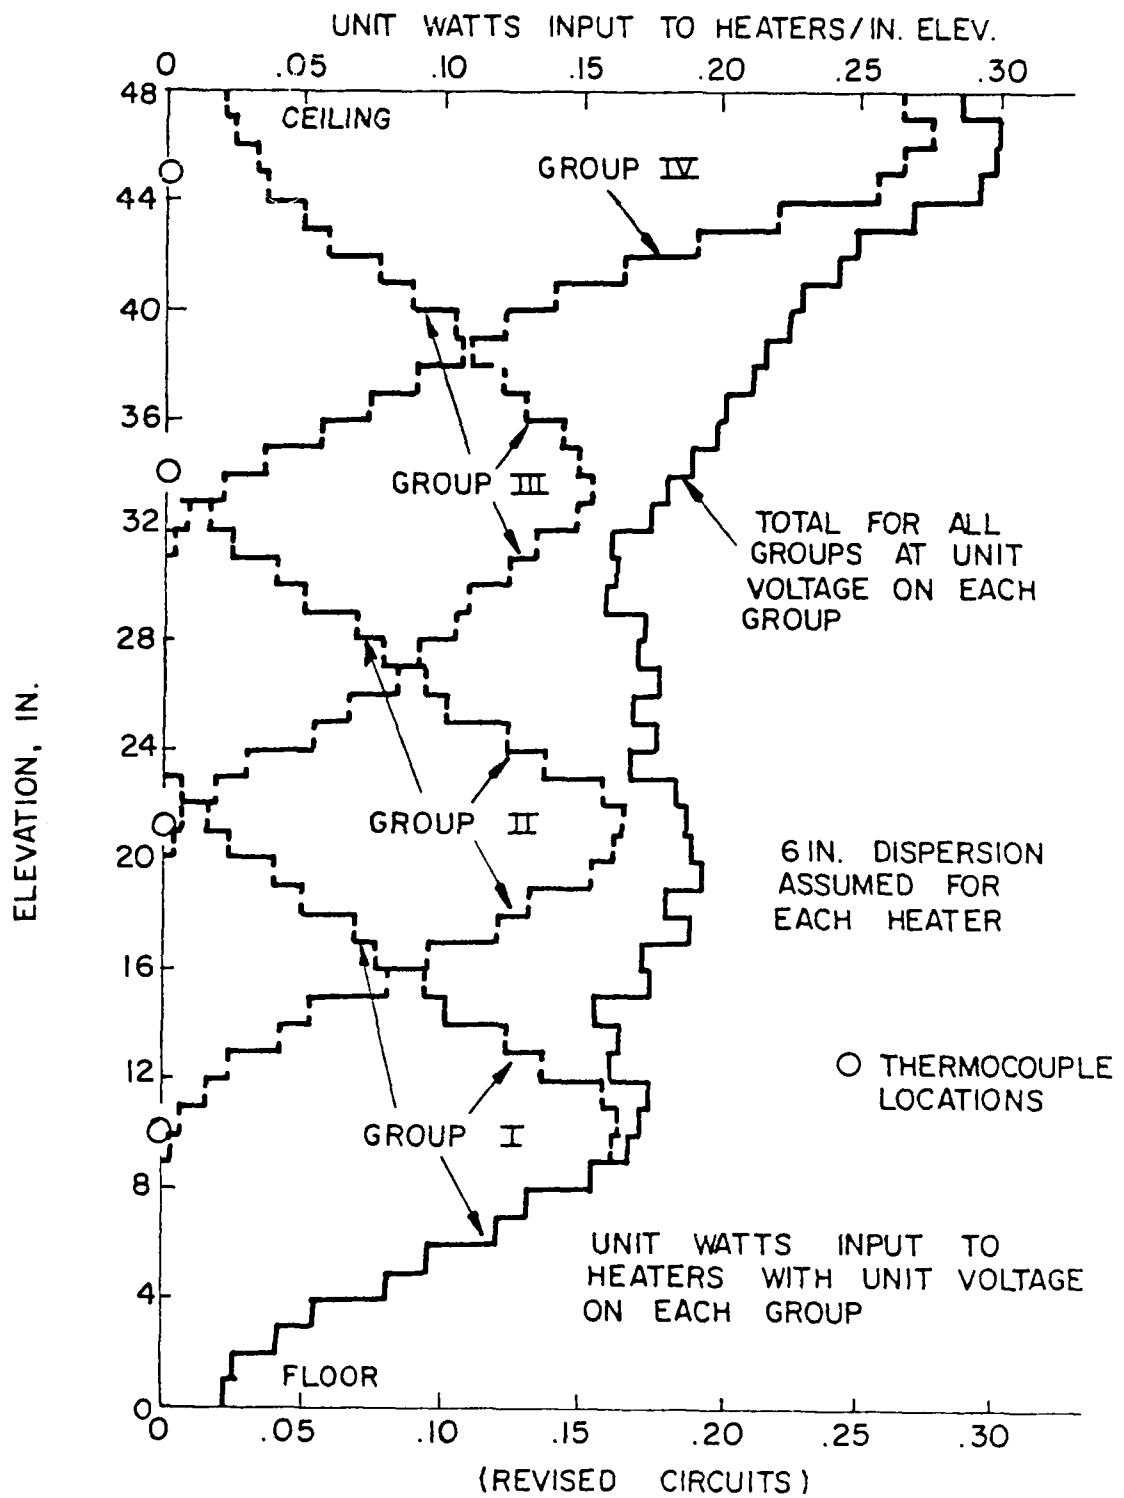 UNIT WATTS INPUT TO HEATERS/IN. ELEV.
0 .05 .10 .15 .20 .25 .30
48
CEILING
GROUP IV
44
40
36
GROUP III
32
TOTAL FOR ALL
GROUPS AT UNIT
VOLTAGE ON EACH
GROUP
28
ELEVATION, IN.
24
GROUP II
20
6 IN. DISPERSION
ASSUMED FOR
EACH HEATER
16
12
THERMOCOUPLE
LOCATIONS
GROUP I
8
UNIT WATTS INPUT TO
HEATERS WITH UNIT VOLTAGE
ON EACH GROUP
4
FLOOR
0
0 .05 .10 .15 .20 .25 .30
(REVISED CIRCUITS)